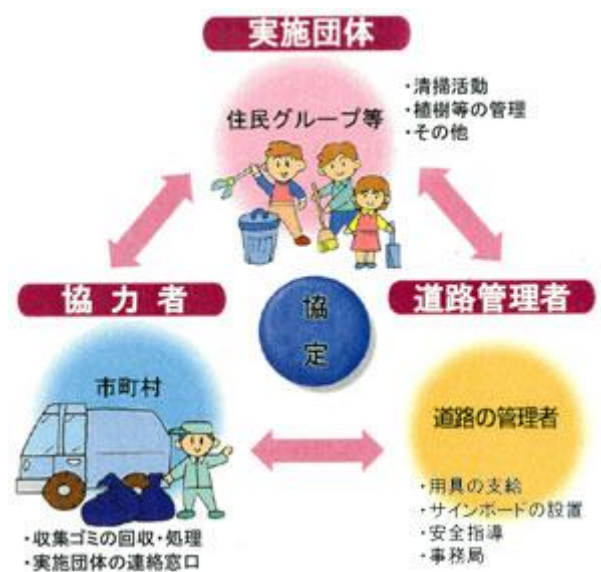 実施団体
住民グループ等
・清掃活動
・植樹等の管理
・その他
協力者
協定
道路管理者
市町村
道路の管理者
・収集ゴミの回収・処理
・実施団体の連絡窓口
・用具の支給
・サインボードの設置
・安全指導
・事務局